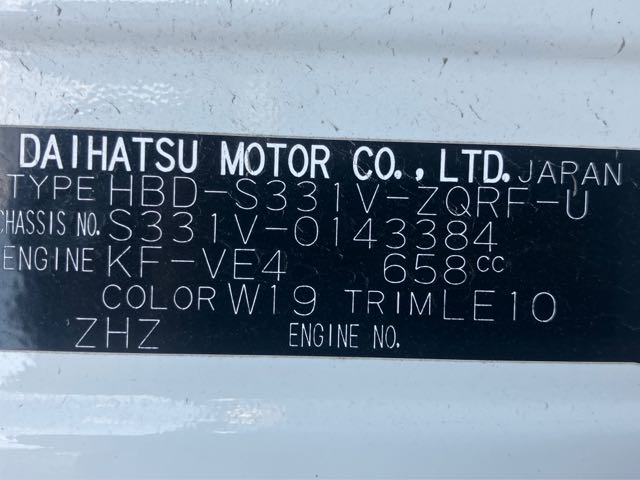 DAIHATSU MOTOR CO., LTD. JAPAN
TYPE HBD-S331V-ZQRF-U
CHASSIS NO. S331V-0143384
ENGINE KF-VE4 658cc
COLOR W19 TRIM LE10
ZHZ ENGINE NO.